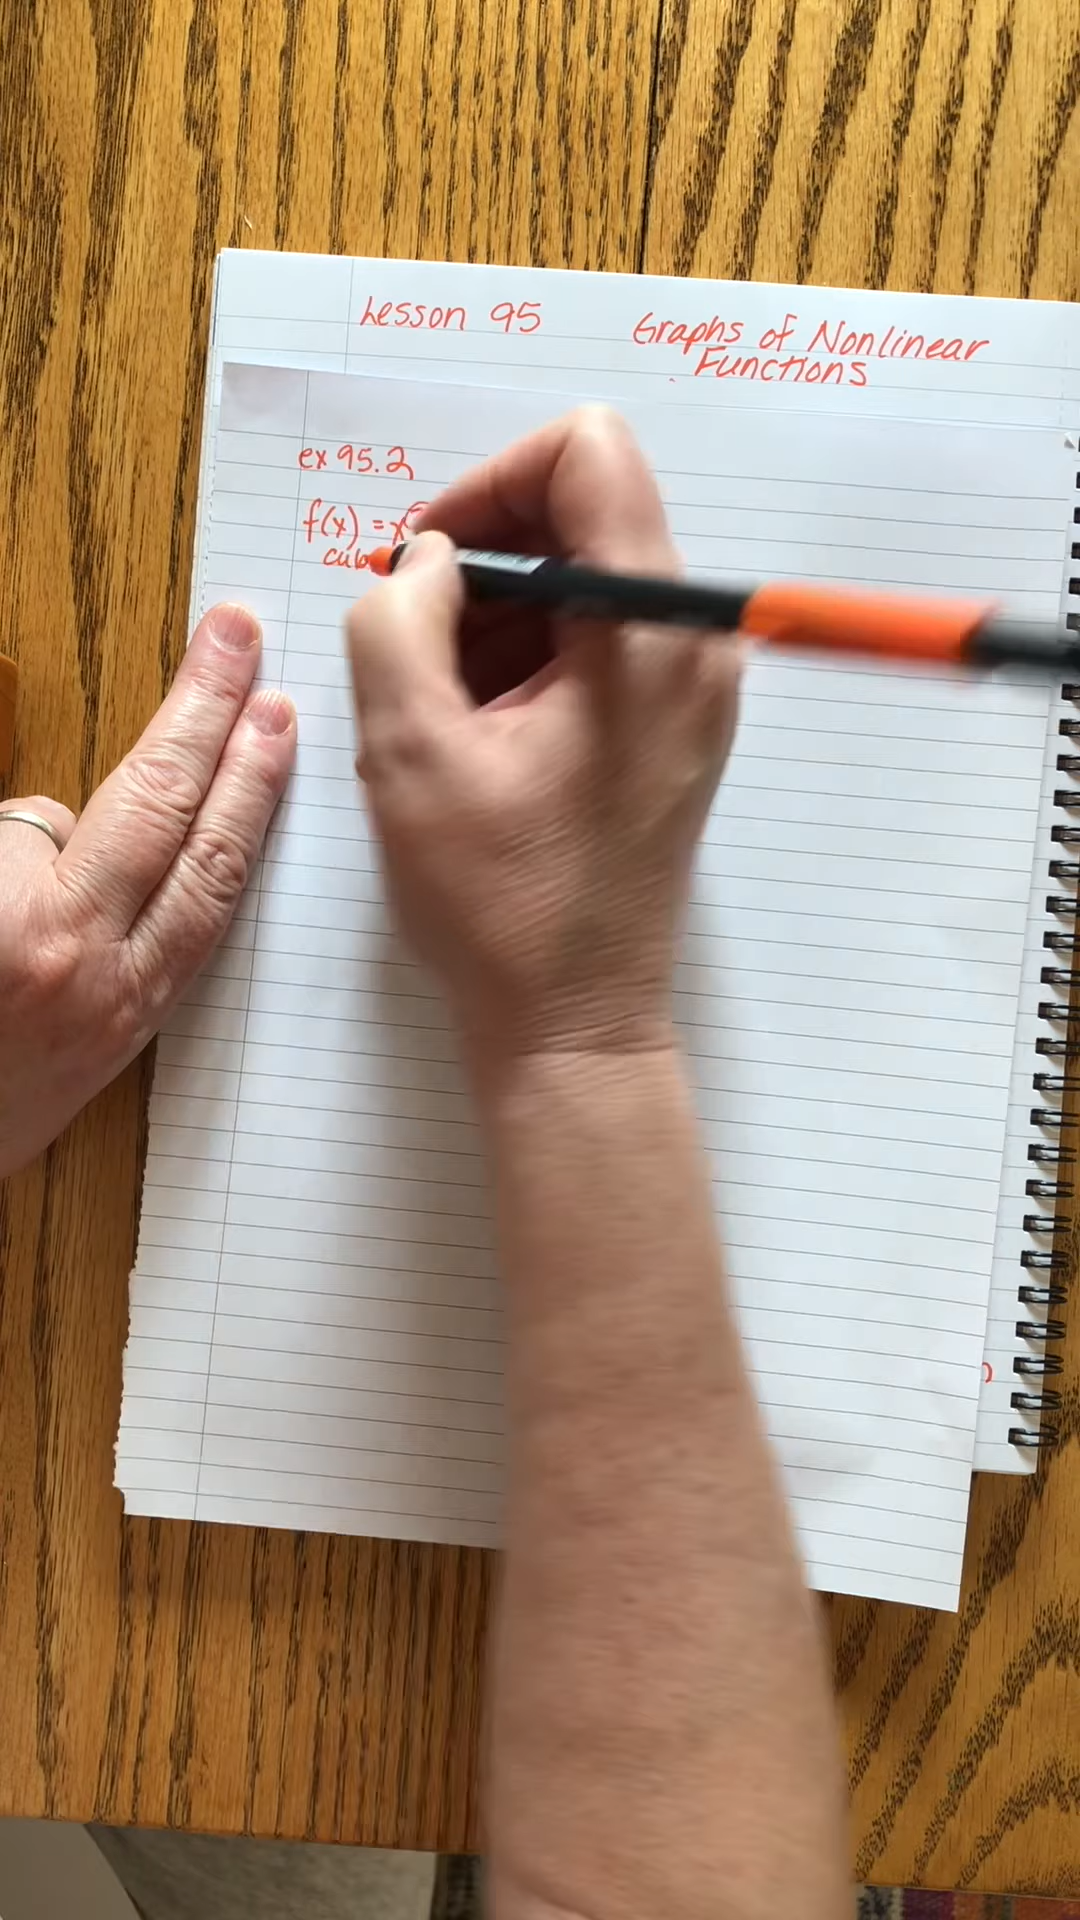 Lesson 95
Graphs of Nonlinear
Functions
ex 95.2
f(x) = x